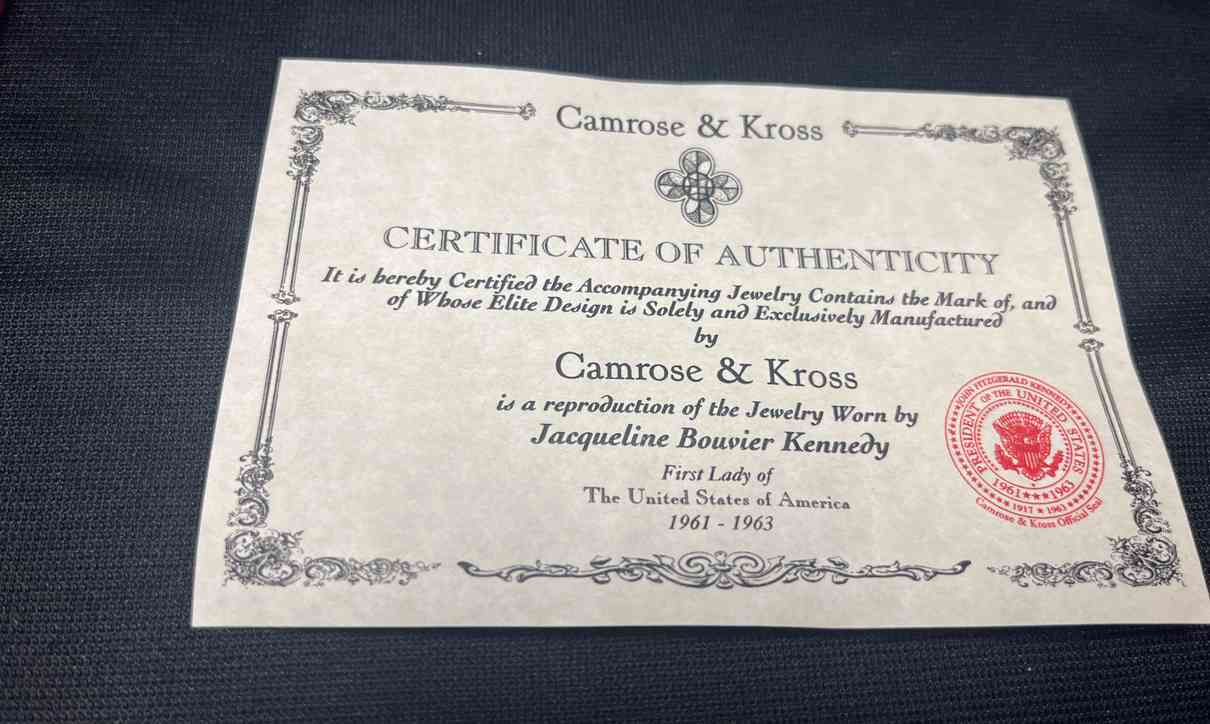 Camrose & Kross
CERTIFICATE OF AUTHENTICITY
It is hereby Certified the Accompanying Jewelry Contains the Mark of, and
of Whose Elite Design is Solely and Exclusively Manufactured
by
Camrose & Kross
is a reproduction of the Jewelry Worn by
Jacqueline Bouvier Kennedy
First Lady of
The United States of America
1961 - 1963
JOHN FITZGERALD KENNEDY
PRESIDENT OF THE UNITED STATES
1961★★★1963
1917 ★ 1963
Camrose & Kross Official Seal